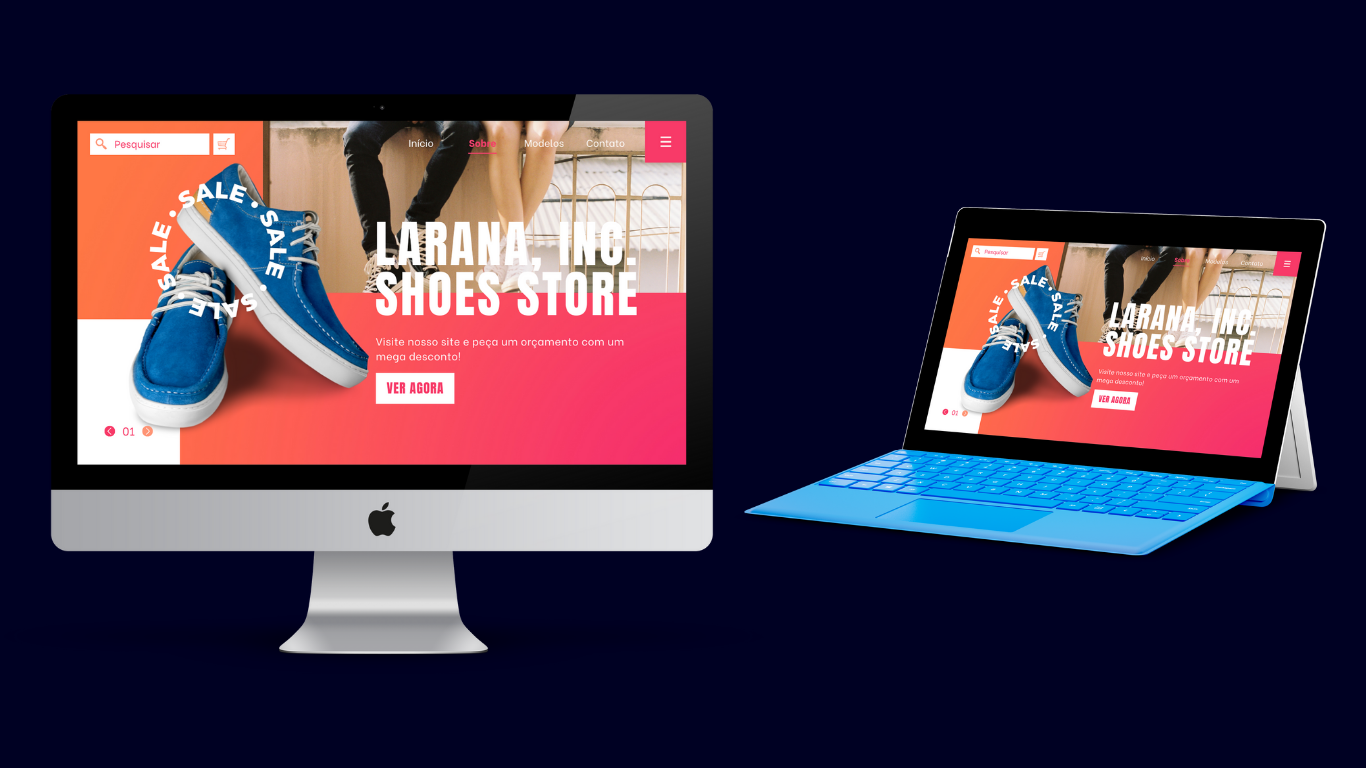 Pesquisar
Início Sobre Modelos Contato
SALE . SALE . SALE . SALE .
LARANA, INC.
SHOES STORE
Visite nosso site e peça um orçamento com um
mega desconto!
VER AGORA
01
Pesquisar
Início Sobre Modelos Contato
SALE . SALE . SALE . SALE .
LARANA, INC.
SHOES STORE
Visite nosso site e peça um orçamento com um
mega desconto!
VER AGORA
01